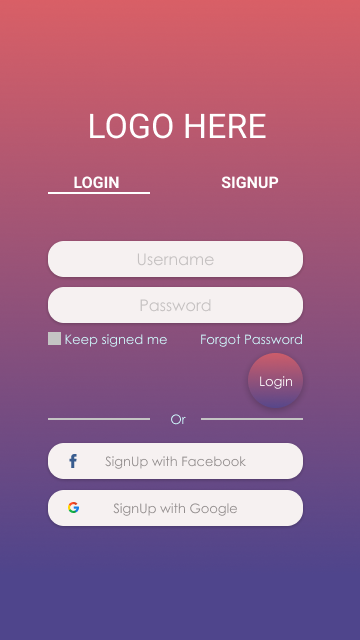 LOGO HERE
LOGIN SIGNUP
Username
Password
Keep signed me Forgot Password
Login
Or
SignUp with Facebook
SignUp with Google